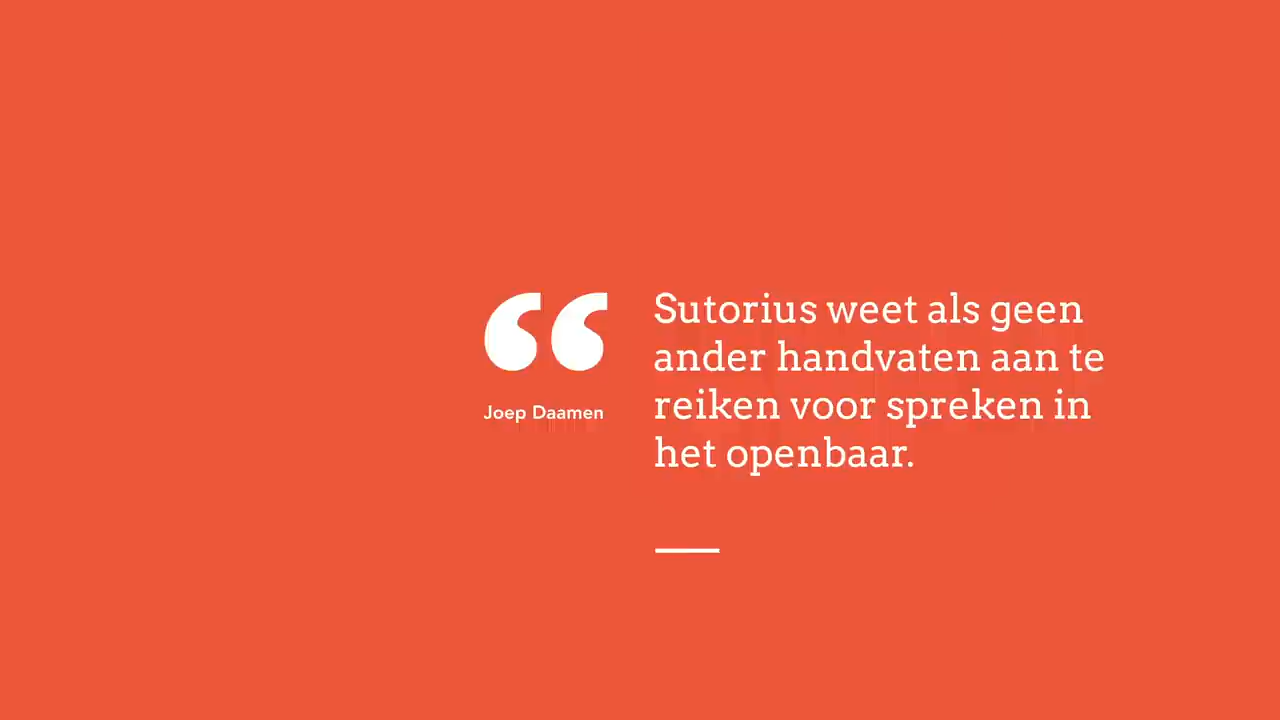 Sutorius weet als geen
ander handvaten aan te
reiken voor spreken in
het openbaar.
Joep Daamen